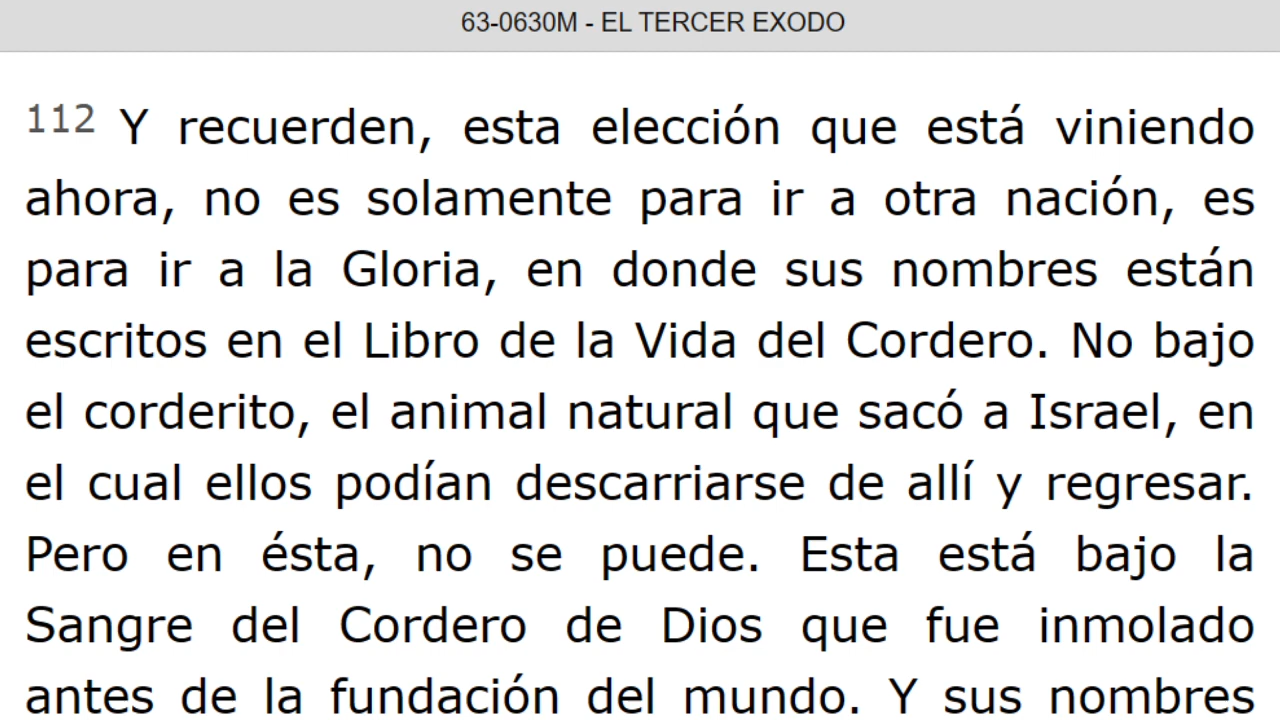 63-0630M - EL TERCER EXODO
112 Y recuerden, esta elección que está viniendo
ahora, no es solamente para ir a otra nación, es
para ir a la Gloria, en donde sus nombres están
escritos en el Libro de la Vida del Cordero. No bajo
el corderito, el animal natural que sacó a Israel, en
el cual ellos podían descarriarse de allí y regresar.
Pero en ésta, no se puede. Esta está bajo la
Sangre del Cordero de Dios que fue inmolado
antes de la fundación del mundo. Y sus nombres